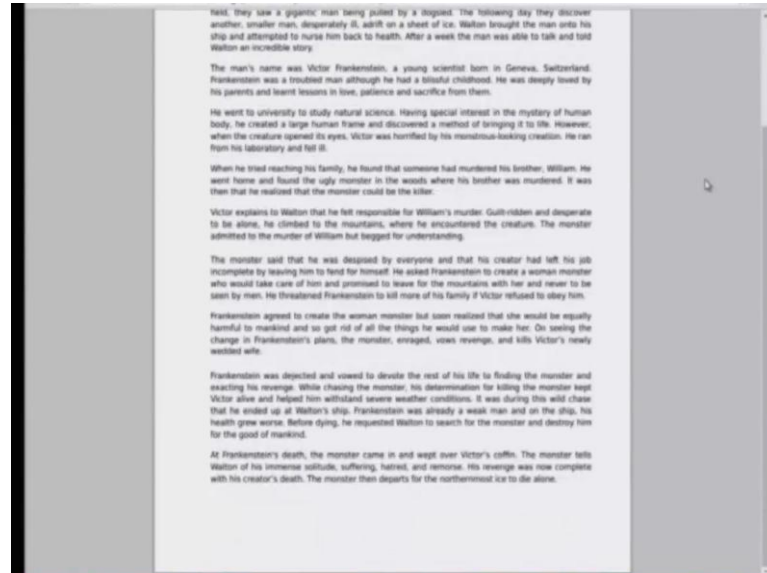 field, they saw a gigantic man being pulled by a dogsled. The following day they discover
another, smaller man, desperately ill, adrift on a sheet of ice. Walton brought the man onto his
ship and attempted to nurse him back to health. After a week the man was able to talk and told
Walton an incredible story.
The man's name was Victor Frankenstein, a young scientist born in Geneva, Switzerland.
Frankenstein was a troubled man although he had a blissful childhood. He was deeply loved by
his parents and learnt lessons in love, patience and sacrifice from them.
He went to university to study natural science. Having special interest in the mystery of human
body, he created a large human frame and discovered a method of bringing it to life. However,
when the creature opened its eyes, Victor was horrified by his monstrous-looking creation. He ran
from his laboratory and fell ill.
When he tried reaching his family, he found that someone had murdered his brother, William. He
went home and found the ugly monster in the woods where his brother was murdered. It was
then that he realized that the monster could be the killer.
Victor explains to Walton that he felt responsible for William's murder. Guilt-ridden and desperate
to be alone, he climbed to the mountains, where he encountered the creature. The monster
admitted to the murder of William but begged for understanding.
The monster said that he was despised by everyone and that his creator had left his job
incomplete by leaving him to fend for himself. He asked Frankenstein to create a woman monster
who would take care of him and promised to leave for the mountains with her and never to be
seen by men. He threatened Frankenstein to kill more of his family if Victor refused to obey him.
Frankenstein agreed to create the woman monster but soon realized that she would be equally
harmful to mankind and so got rid of all the things he would use to make her. On seeing the
change in Frankenstein's plans, the monster, enraged, vows revenge, and kills Victor's newly
wedded wife.
Frankenstein was dejected and vowed to devote the rest of his life to finding the monster and
exacting his revenge. While chasing the monster, his determination for killing the monster kept
Victor alive and helped him withstand severe weather conditions. It was during this wild chase
that he ended up at Walton's ship. Frankenstein was already a weak man and on the ship, his
health grew worse. Before dying, he requested Walton to search for the monster and destroy him
for the good of mankind.
At Frankenstein's death, the monster came in and wept over Victor's coffin. The monster tells
Walton of his immense solitude, suffering, hatred, and remorse. His revenge was now complete
with his creator's death. The monster then departs for the northernmost ice to die alone.